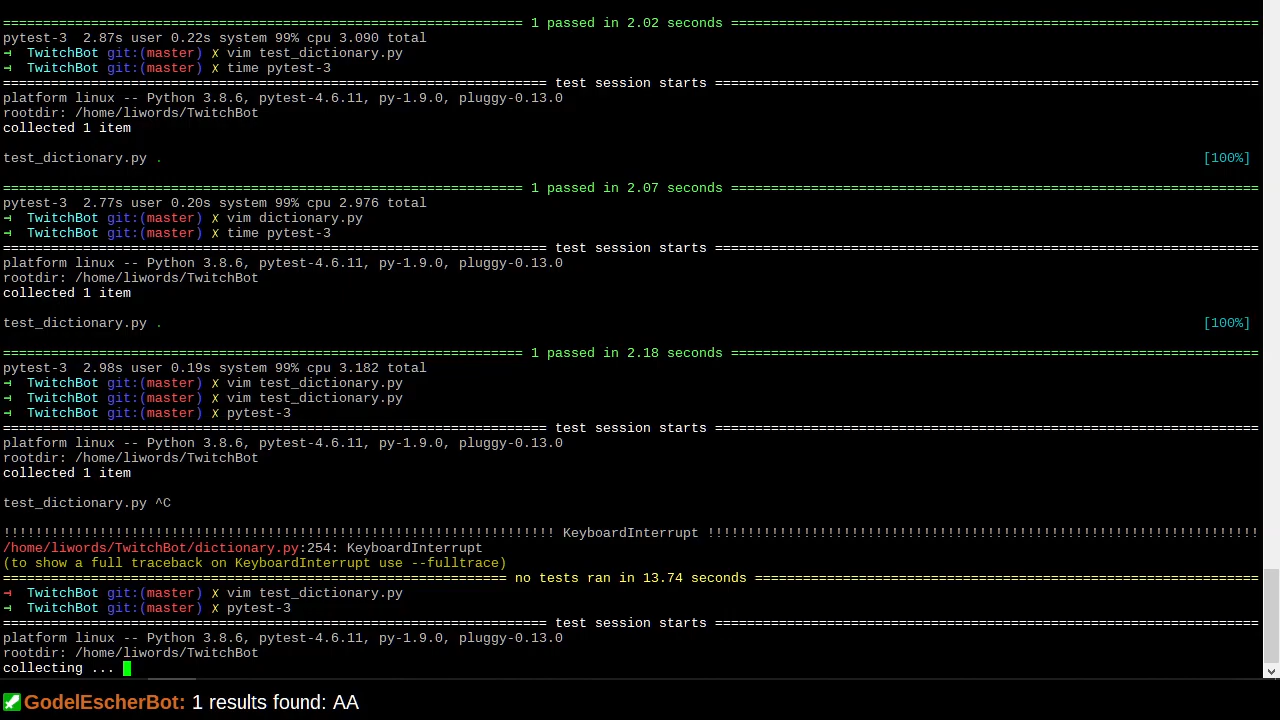 ================================================================= 1 passed in 2.02 seconds ==================================================================
pytest-3  2.87s user 0.22s system 99% cpu 3.090 total
→  TwitchBot git:(master) ✗ vim test_dictionary.py
→  TwitchBot git:(master) ✗ time pytest-3
==================================================================== test session starts ====================================================================
platform linux -- Python 3.8.6, pytest-4.6.11, py-1.9.0, pluggy-0.13.0
rootdir: /home/liwords/TwitchBot
collected 1 item
test_dictionary.py . [100%]
================================================================= 1 passed in 2.07 seconds ==================================================================
pytest-3  2.77s user 0.20s system 99% cpu 2.976 total
→  TwitchBot git:(master) ✗ vim dictionary.py
→  TwitchBot git:(master) ✗ time pytest-3
==================================================================== test session starts ====================================================================
platform linux -- Python 3.8.6, pytest-4.6.11, py-1.9.0, pluggy-0.13.0
rootdir: /home/liwords/TwitchBot
collected 1 item
test_dictionary.py . [100%]
================================================================= 1 passed in 2.18 seconds ==================================================================
pytest-3  2.98s user 0.19s system 99% cpu 3.182 total
→  TwitchBot git:(master) ✗ vim test_dictionary.py
→  TwitchBot git:(master) ✗ vim test_dictionary.py
→  TwitchBot git:(master) ✗ pytest-3
==================================================================== test session starts ====================================================================
platform linux -- Python 3.8.6, pytest-4.6.11, py-1.9.0, pluggy-0.13.0
rootdir: /home/liwords/TwitchBot
collected 1 item
test_dictionary.py ^C
!!!!!!!!!!!!!!!!!!!!!!!!!!!!!!!!!!!!!!!!!!!!!!!!!!!!!!!!!!!!!!!!!!!!! KeyboardInterrupt !!!!!!!!!!!!!!!!!!!!!!!!!!!!!!!!!!!!!!!!!!!!!!!!!!!!!!!!!!!!!!!!!!!!!
/home/liwords/TwitchBot/dictionary.py:254: KeyboardInterrupt
(to show a full traceback on KeyboardInterrupt use --fulltrace)
=============================================================== no tests ran in 13.74 seconds ===============================================================
→  TwitchBot git:(master) ✗ vim test_dictionary.py
→  TwitchBot git:(master) ✗ pytest-3
==================================================================== test session starts ====================================================================
platform linux -- Python 3.8.6, pytest-4.6.11, py-1.9.0, pluggy-0.13.0
rootdir: /home/liwords/TwitchBot
collecting ...
GodelEscherBot: 1 results found: AA